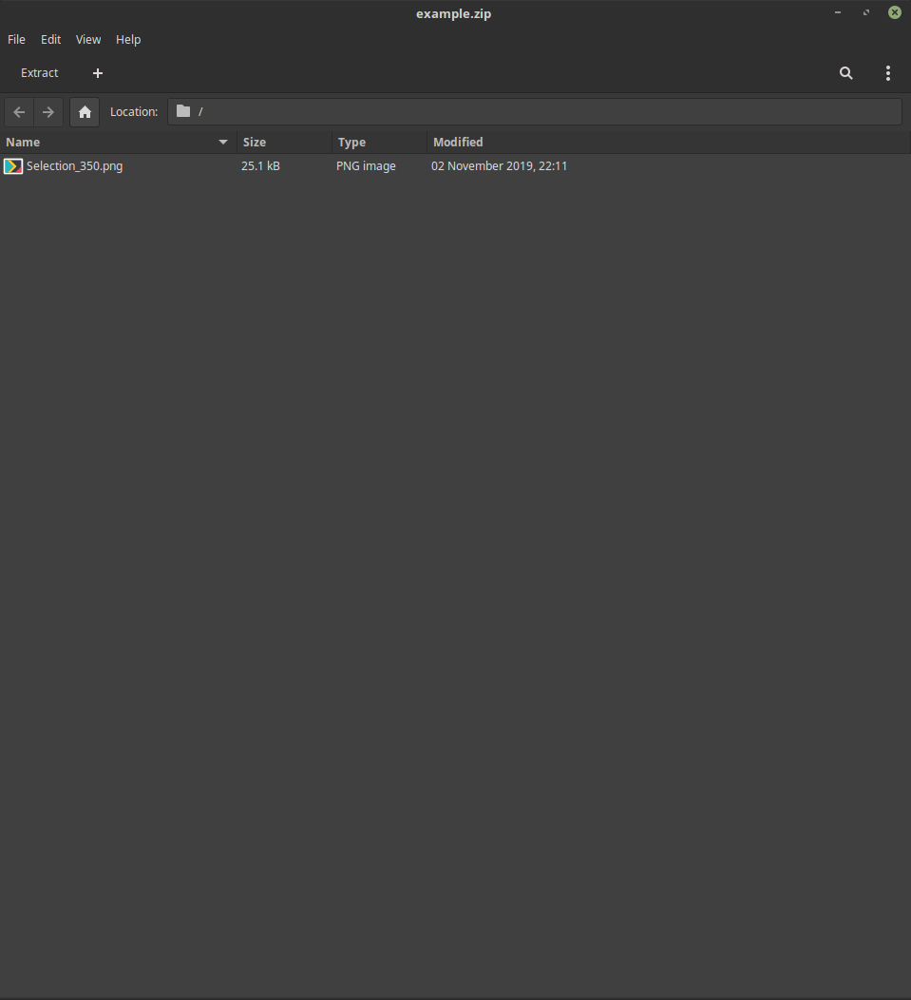 example.zip
File Edit View Help
Extract
Location: /
Name Size Type Modified
Selection_350.png 25.1 kB PNG image 02 November 2019, 22:11